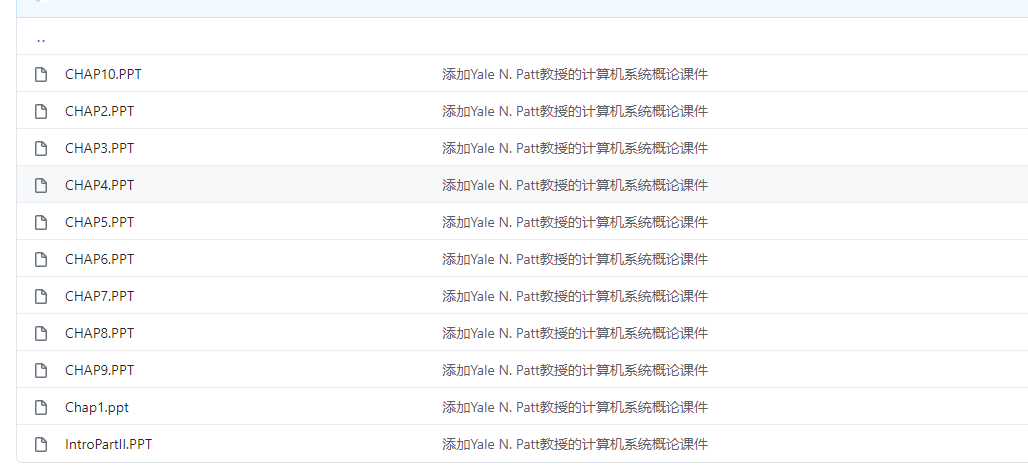 ..
CHAP10.PPT 添加Yale N. Patt教授的计算机系统概论课件
CHAP2.PPT 添加Yale N. Patt教授的计算机系统概论课件
CHAP3.PPT 添加Yale N. Patt教授的计算机系统概论课件
CHAP4.PPT 添加Yale N. Patt教授的计算机系统概论课件
CHAP5.PPT 添加Yale N. Patt教授的计算机系统概论课件
CHAP6.PPT 添加Yale N. Patt教授的计算机系统概论课件
CHAP7.PPT 添加Yale N. Patt教授的计算机系统概论课件
CHAP8.PPT 添加Yale N. Patt教授的计算机系统概论课件
CHAP9.PPT 添加Yale N. Patt教授的计算机系统概论课件
Chap1.ppt 添加Yale N. Patt教授的计算机系统概论课件
IntroPartII.PPT 添加Yale N. Patt教授的计算机系统概论课件